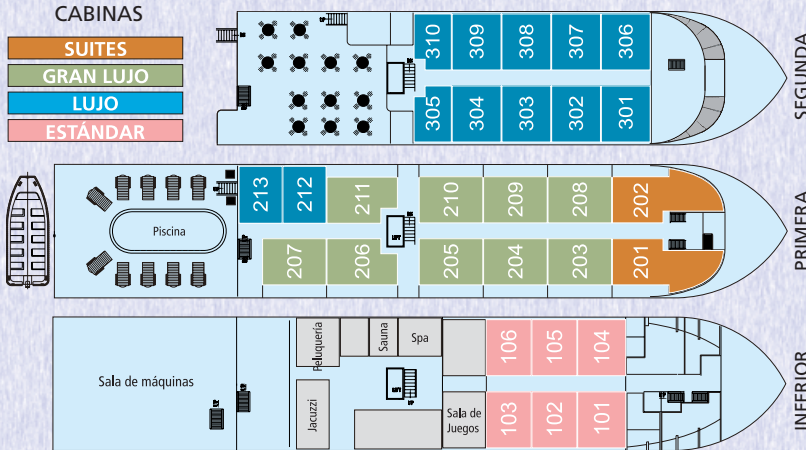 CABINAS
SUITES
GRAN LUJO
LUJO
ESTÁNDAR
310 309 308 307 306
305 304 303 302 301
SEGUNDA
213 212 211 210 209 208 202
Piscina
207 206 205 204 203 201
PRIMERA
Peluquería Sauna Spa 106 105 104
Sala de máquinas
Jacuzzi Sala de
Juegos 103 102 101
INFERIOR